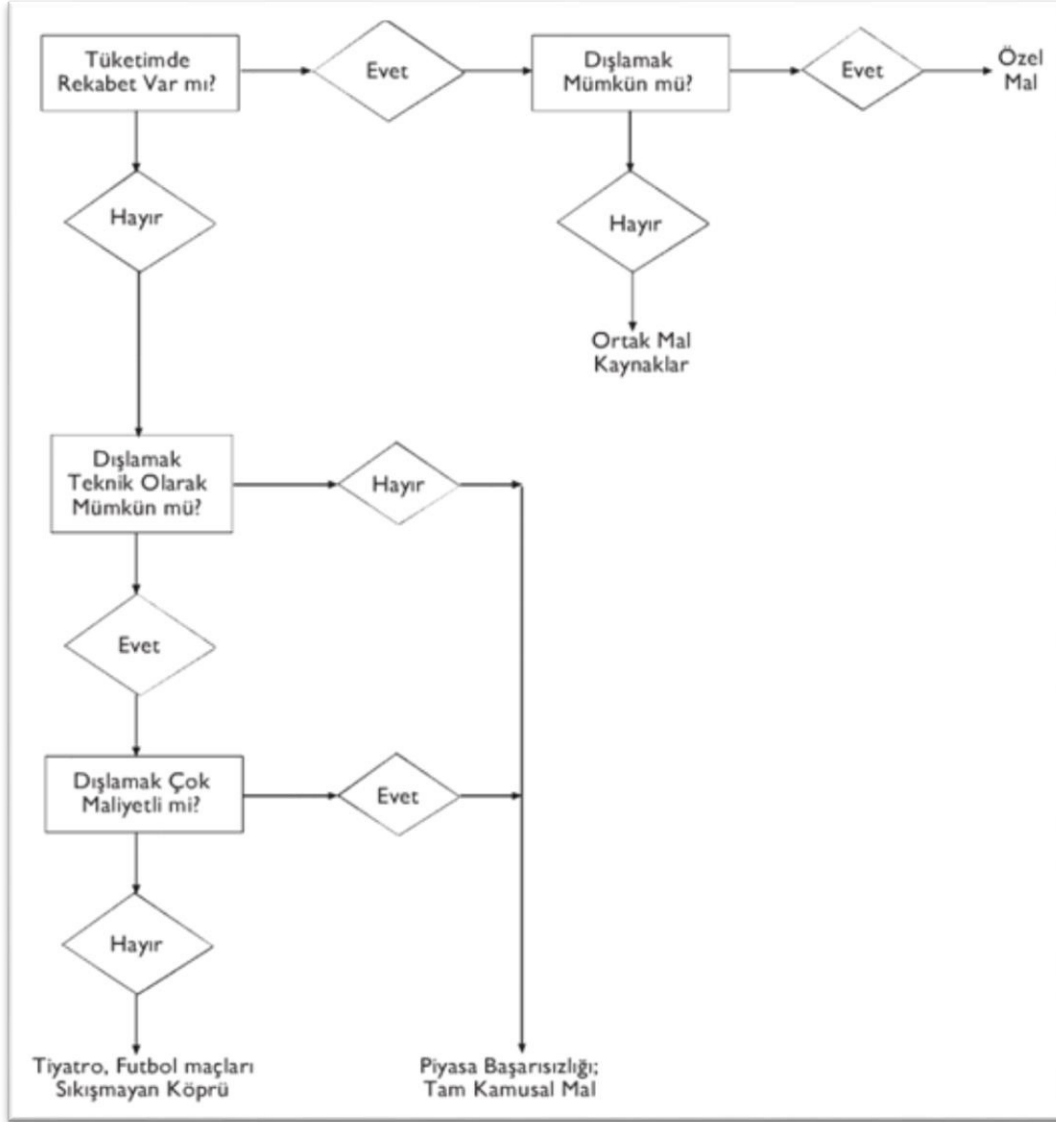 Tüketimde
Rekabet Var mı?
Evet
Dışlamak
Mümkün mü?
Evet
Özel
Mal
Hayır
Hayır
Ortak Mal
Kaynaklar
Dışlamak
Teknik Olarak
Mümkün mü?
Hayır
Evet
Dışlamak Çok
Maliyetli mi?
Evet
Hayır
Tiyatro, Futbol maçları
Sıkışmayan Köprü
Piyasa Başarısızlığı;
Tam Kamusal Mal